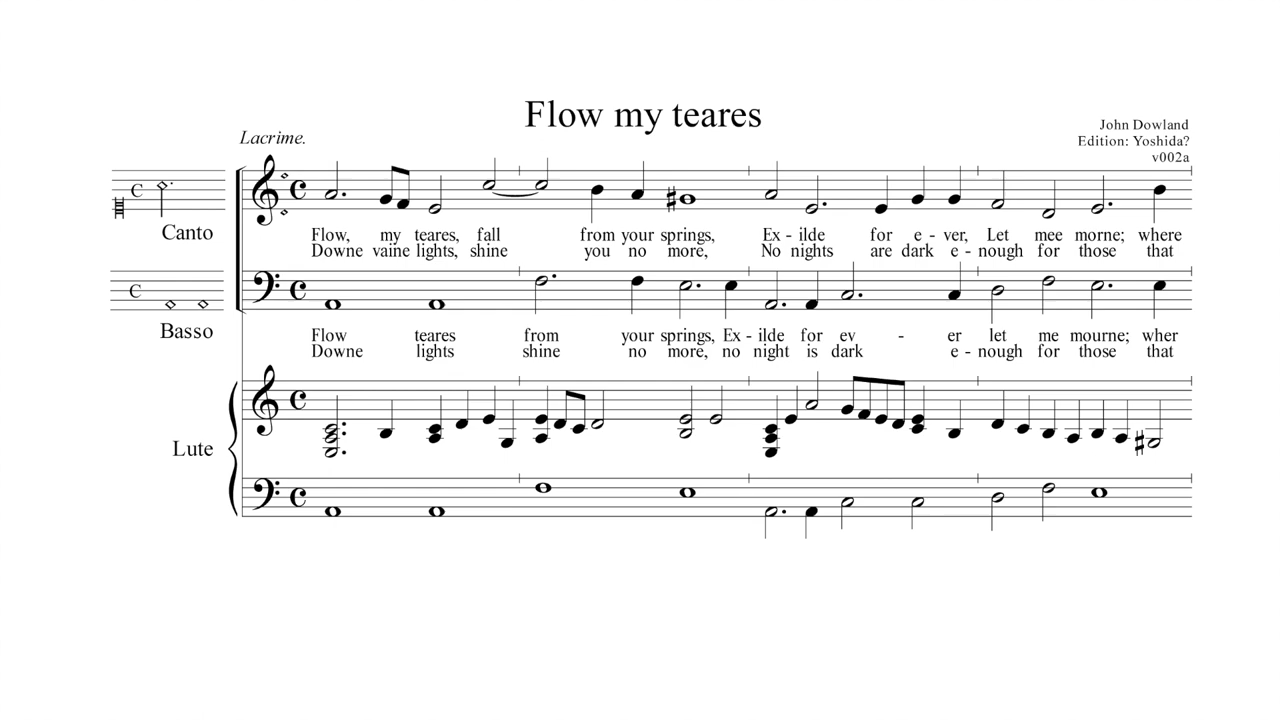 Flow my teares
Lacrime.
John Dowland
Edition: Yoshida?
v002a
Canto
Flow, my teares, fall from your springs, Ex - ilde for e - ver, Let mee morne; where
Downe vaine lights, shine you no more, No nights are dark e - nough for those that
Basso
Flow teares from your springs, Ex - ilde for ev - er let me mourne; wher
Downe lights shine no more, no night is dark e - nough for those that
Lute